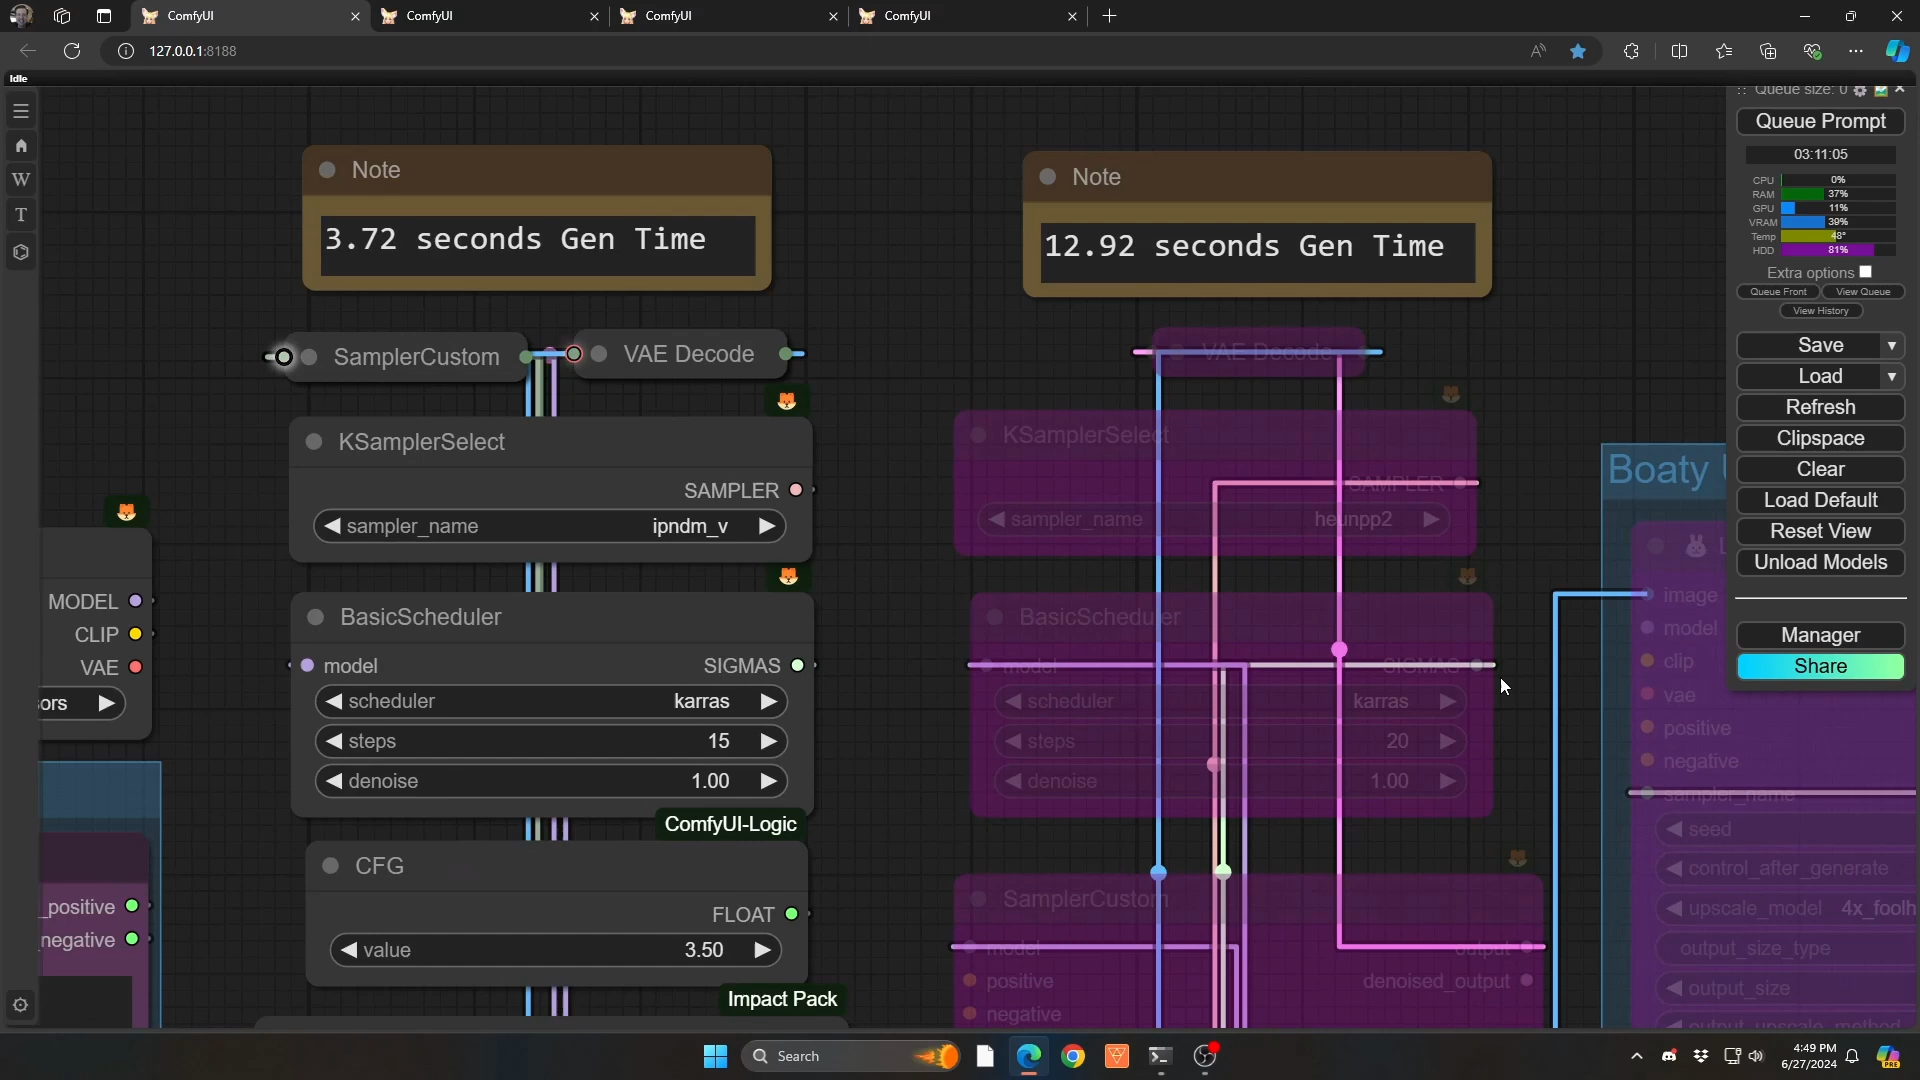 ComfyUI
ComfyUI
ComfyUI
ComfyUI
127.0.0.1:8188
Idle
Queue size: 0
Queue Prompt
03:11:05
CPU 0%
RAM 37%
GPU 11%
VRAM 39%
Temp 48°
HDD 81%
Extra options
Queue Front
View Queue
View History
Save
Load
Refresh
Clipspace
Clear
Load Default
Reset View
Unload Models
Manager
Share
W
T
Note
3.72 seconds Gen Time
Note
12.92 seconds Gen Time
SamplerCustom
VAE Decode
VAE Decode
KSamplerSelect
SAMPLER
sampler_name ipndm_v
BasicScheduler
model SIGMAS
scheduler karras
steps 15
denoise 1.00
ComfyUI-Logic
CFG
FLOAT
value 3.50
Impact Pack
MODEL
CLIP
VAE
ors
_positive
negative
KSamplerSelect
SAMPLER
sampler_name heunpp2
BasicScheduler
model SIGMAS
scheduler karras
steps 20
denoise 1.00
SamplerCustom
model output
positive denoised_output
negative
Boaty U
L
image
model
clip
vae
positive
negative
sampler_name
seed
control_after_generate
upscale_model 4x_foolh
output_size_type
output_size
output_upscale_method
Search
4:49 PM
6/27/2024
PRE